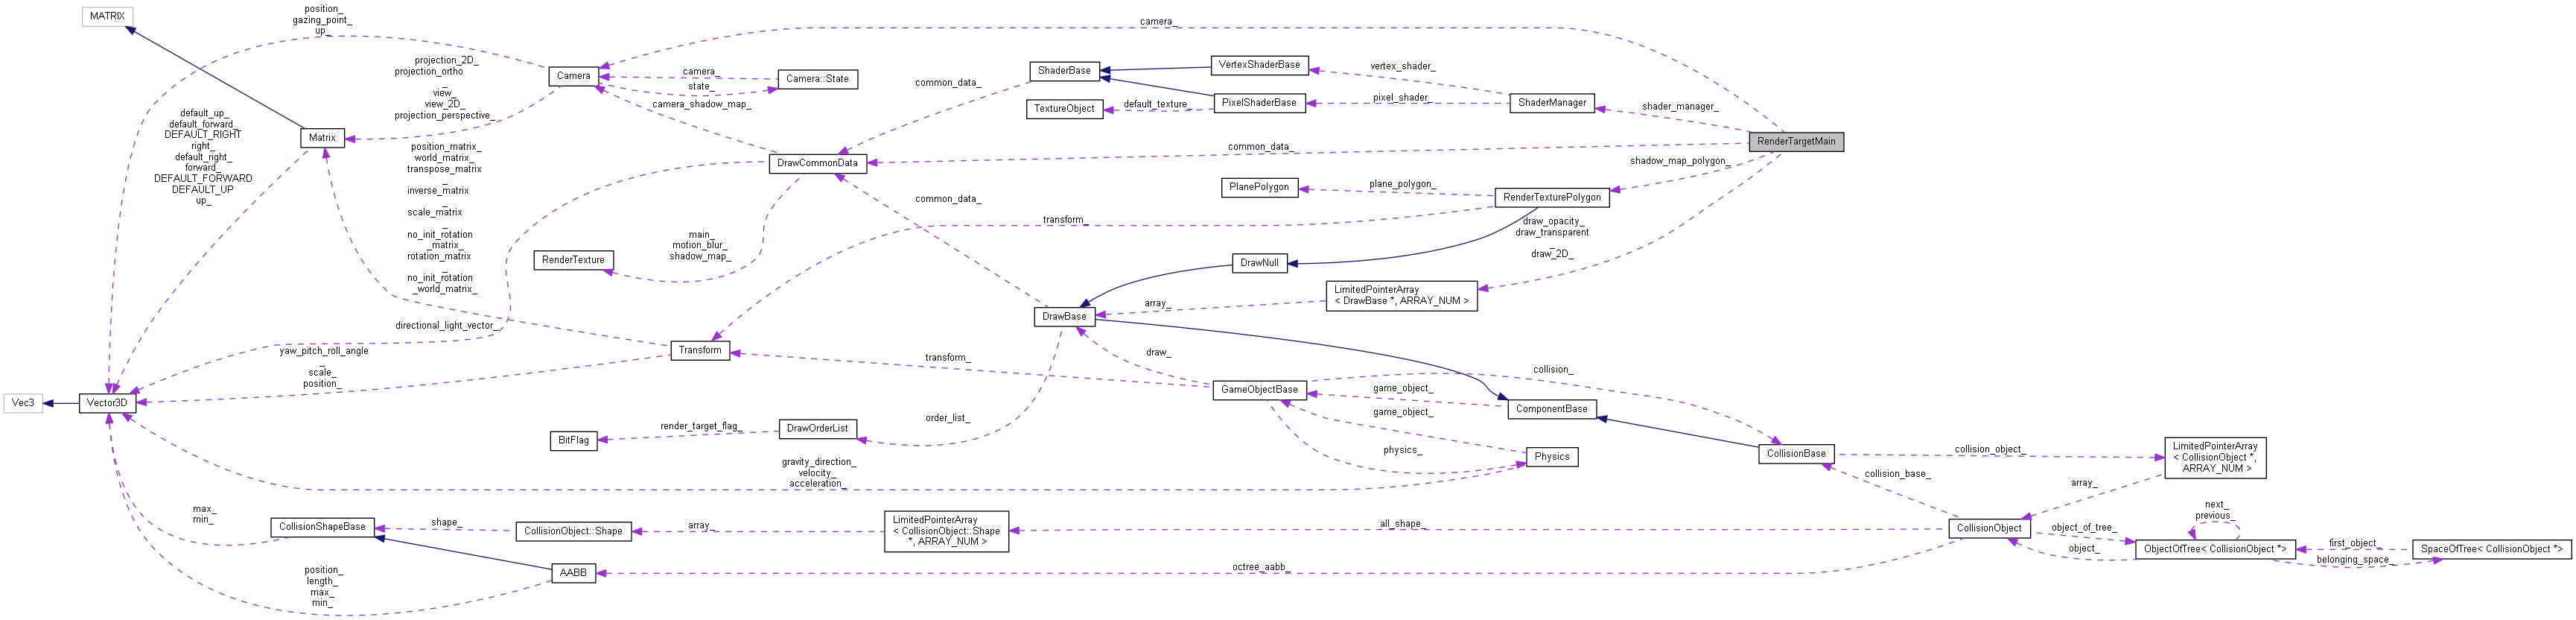 MATRIX
Matrix
Vec3
Vector3D
position_
gazing_point_
up_
projection_2D_
projection_ortho
_
view_
view_2D_
projection_perspective_
default_up_
default_forward_
DEFAULT_RIGHT
right_
default_right_
forward_
DEFAULT_FORWARD
DEFAULT_UP
up_
position_matrix_
world_matrix_
transpose_matrix
_
inverse_matrix
_
scale_matrix
_
no_init_rotation
_matrix_
rotation_matrix
_
no_init_rotation
_world_matrix_
directional_light_vector_
yaw_pitch_roll_angle
_
scale_
position_
Camera
camera_
state_
Camera::State
camera_shadow_map_
camera_
DrawCommonData
main_
motion_blur_
shadow_map_
RenderTexture
Transform
transform_
common_data_
ShaderBase
VertexShaderBase
TextureObject
default_texture_
PixelShaderBase
vertex_shader_
pixel_shader_
ShaderManager
shader_manager_
RenderTargetMain
common_data_
shadow_map_polygon_
PlanePolygon
plane_polygon_
RenderTexturePolygon
common_data_
draw_opacity_
draw_transparent
_
draw_2D_
DrawNull
LimitedPointerArray
< DrawBase *, ARRAY_NUM >
array_
DrawBase
transform_
draw_
GameObjectBase
collision_
game_object_
ComponentBase
game_object_
physics_
Physics
order_list_
DrawOrderList
render_target_flag_
BitFlag
gravity_direction_
velocity_
acceleration_
CollisionBase
collision_object_
LimitedPointerArray
< CollisionObject *,
ARRAY_NUM >
collision_base_
array_
max_
min_
CollisionShapeBase
shape_
CollisionObject::Shape
array_
LimitedPointerArray
< CollisionObject::Shape
*, ARRAY_NUM >
all_shape_
CollisionObject
object_of_tree_
object_
next_
previous_
ObjectOfTree< CollisionObject *>
first_object_
belonging_space_
SpaceOfTree< CollisionObject *>
position_
length_
max_
min_
AABB
octree_aabb_